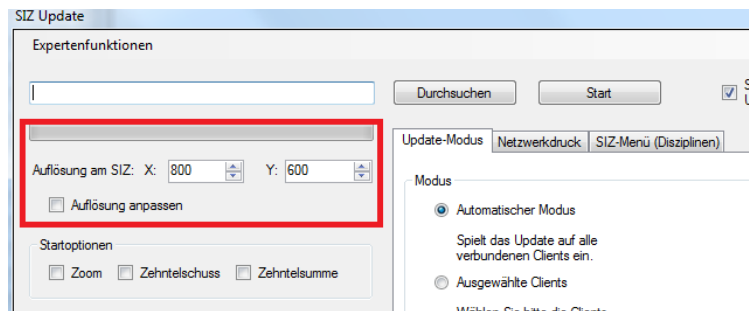 SIZ Update
Expertenfunktionen
Durchsuchen
Start
Auflösung am SIZ: X: 800 Y: 600
Auflösung anpassen
Startoptionen
Zoom Zehntelschuss Zehntelsumme
Update-Modus Netzwerkdruck SIZ-Menü (Disziplinen)
Modus
Automatischer Modus
Spielt das Update auf alle
verbundenen Clients ein.
Ausgewählte Clients